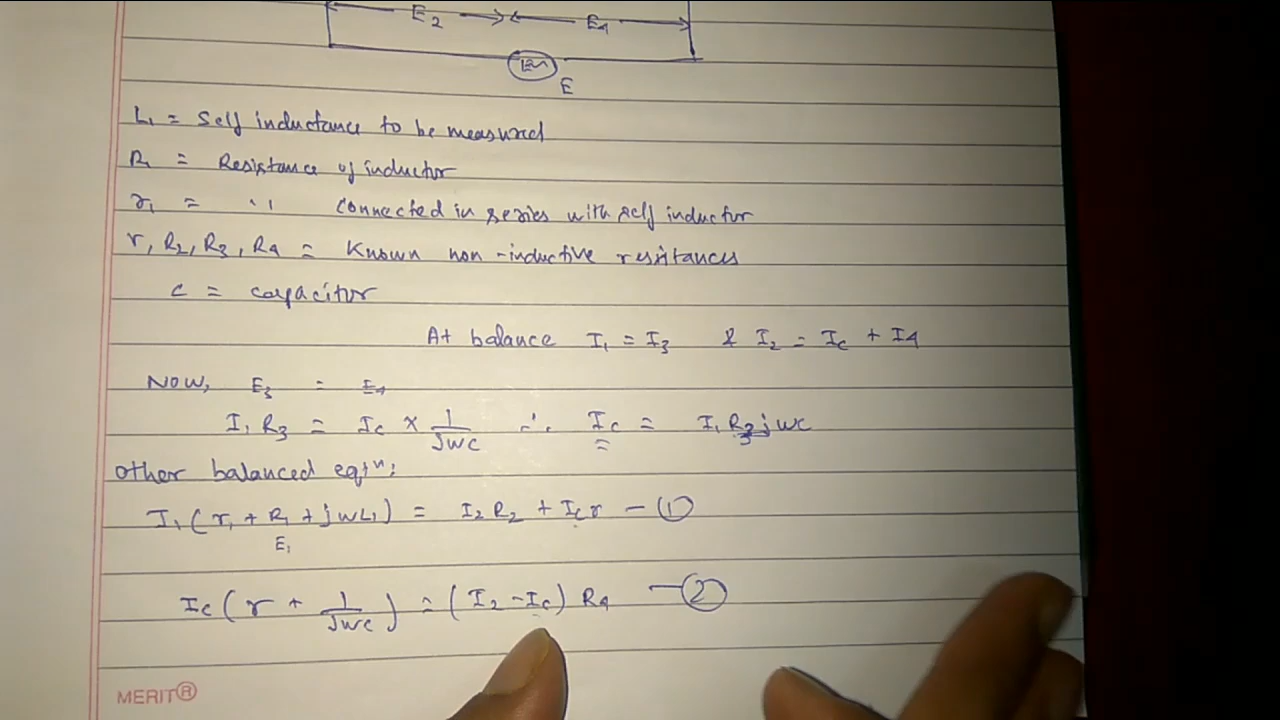 E2 E4
E
L1 = Self inductance to be measured
R1 = Resistance of inductor
r1 = '' connected in series with self inductor
r, R2, R3, R4 = Known non-inductive resistances
c = capacitor
At balance I1 = I3 & I2 = Ic + I4
Now, E3 = E4
I1 R3 = Ic × 1/jwc ∴ Ic = I1 R3 jwc
other balanced eqtn:
I1 (r1 + R1 + jwL1) = I2 R2 + Ic r — (1)
E1
Ic (r + 1/jwc) = (I2 - Ic) R4 — (2)
MERIT®